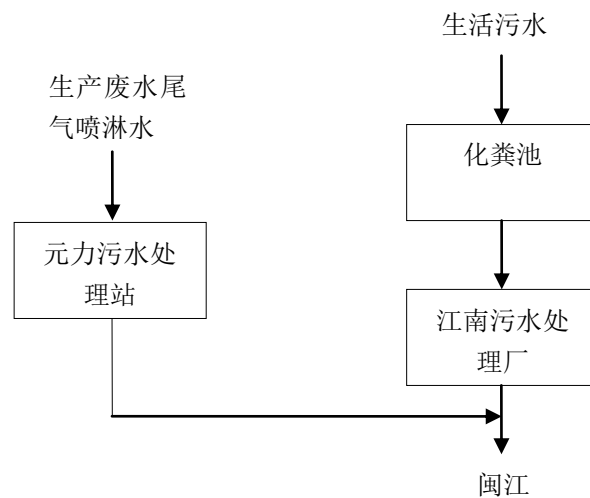 生活污水
生产废水尾
气喷淋水
化粪池
元力污水处
理站
江南污水处
理厂
闽江